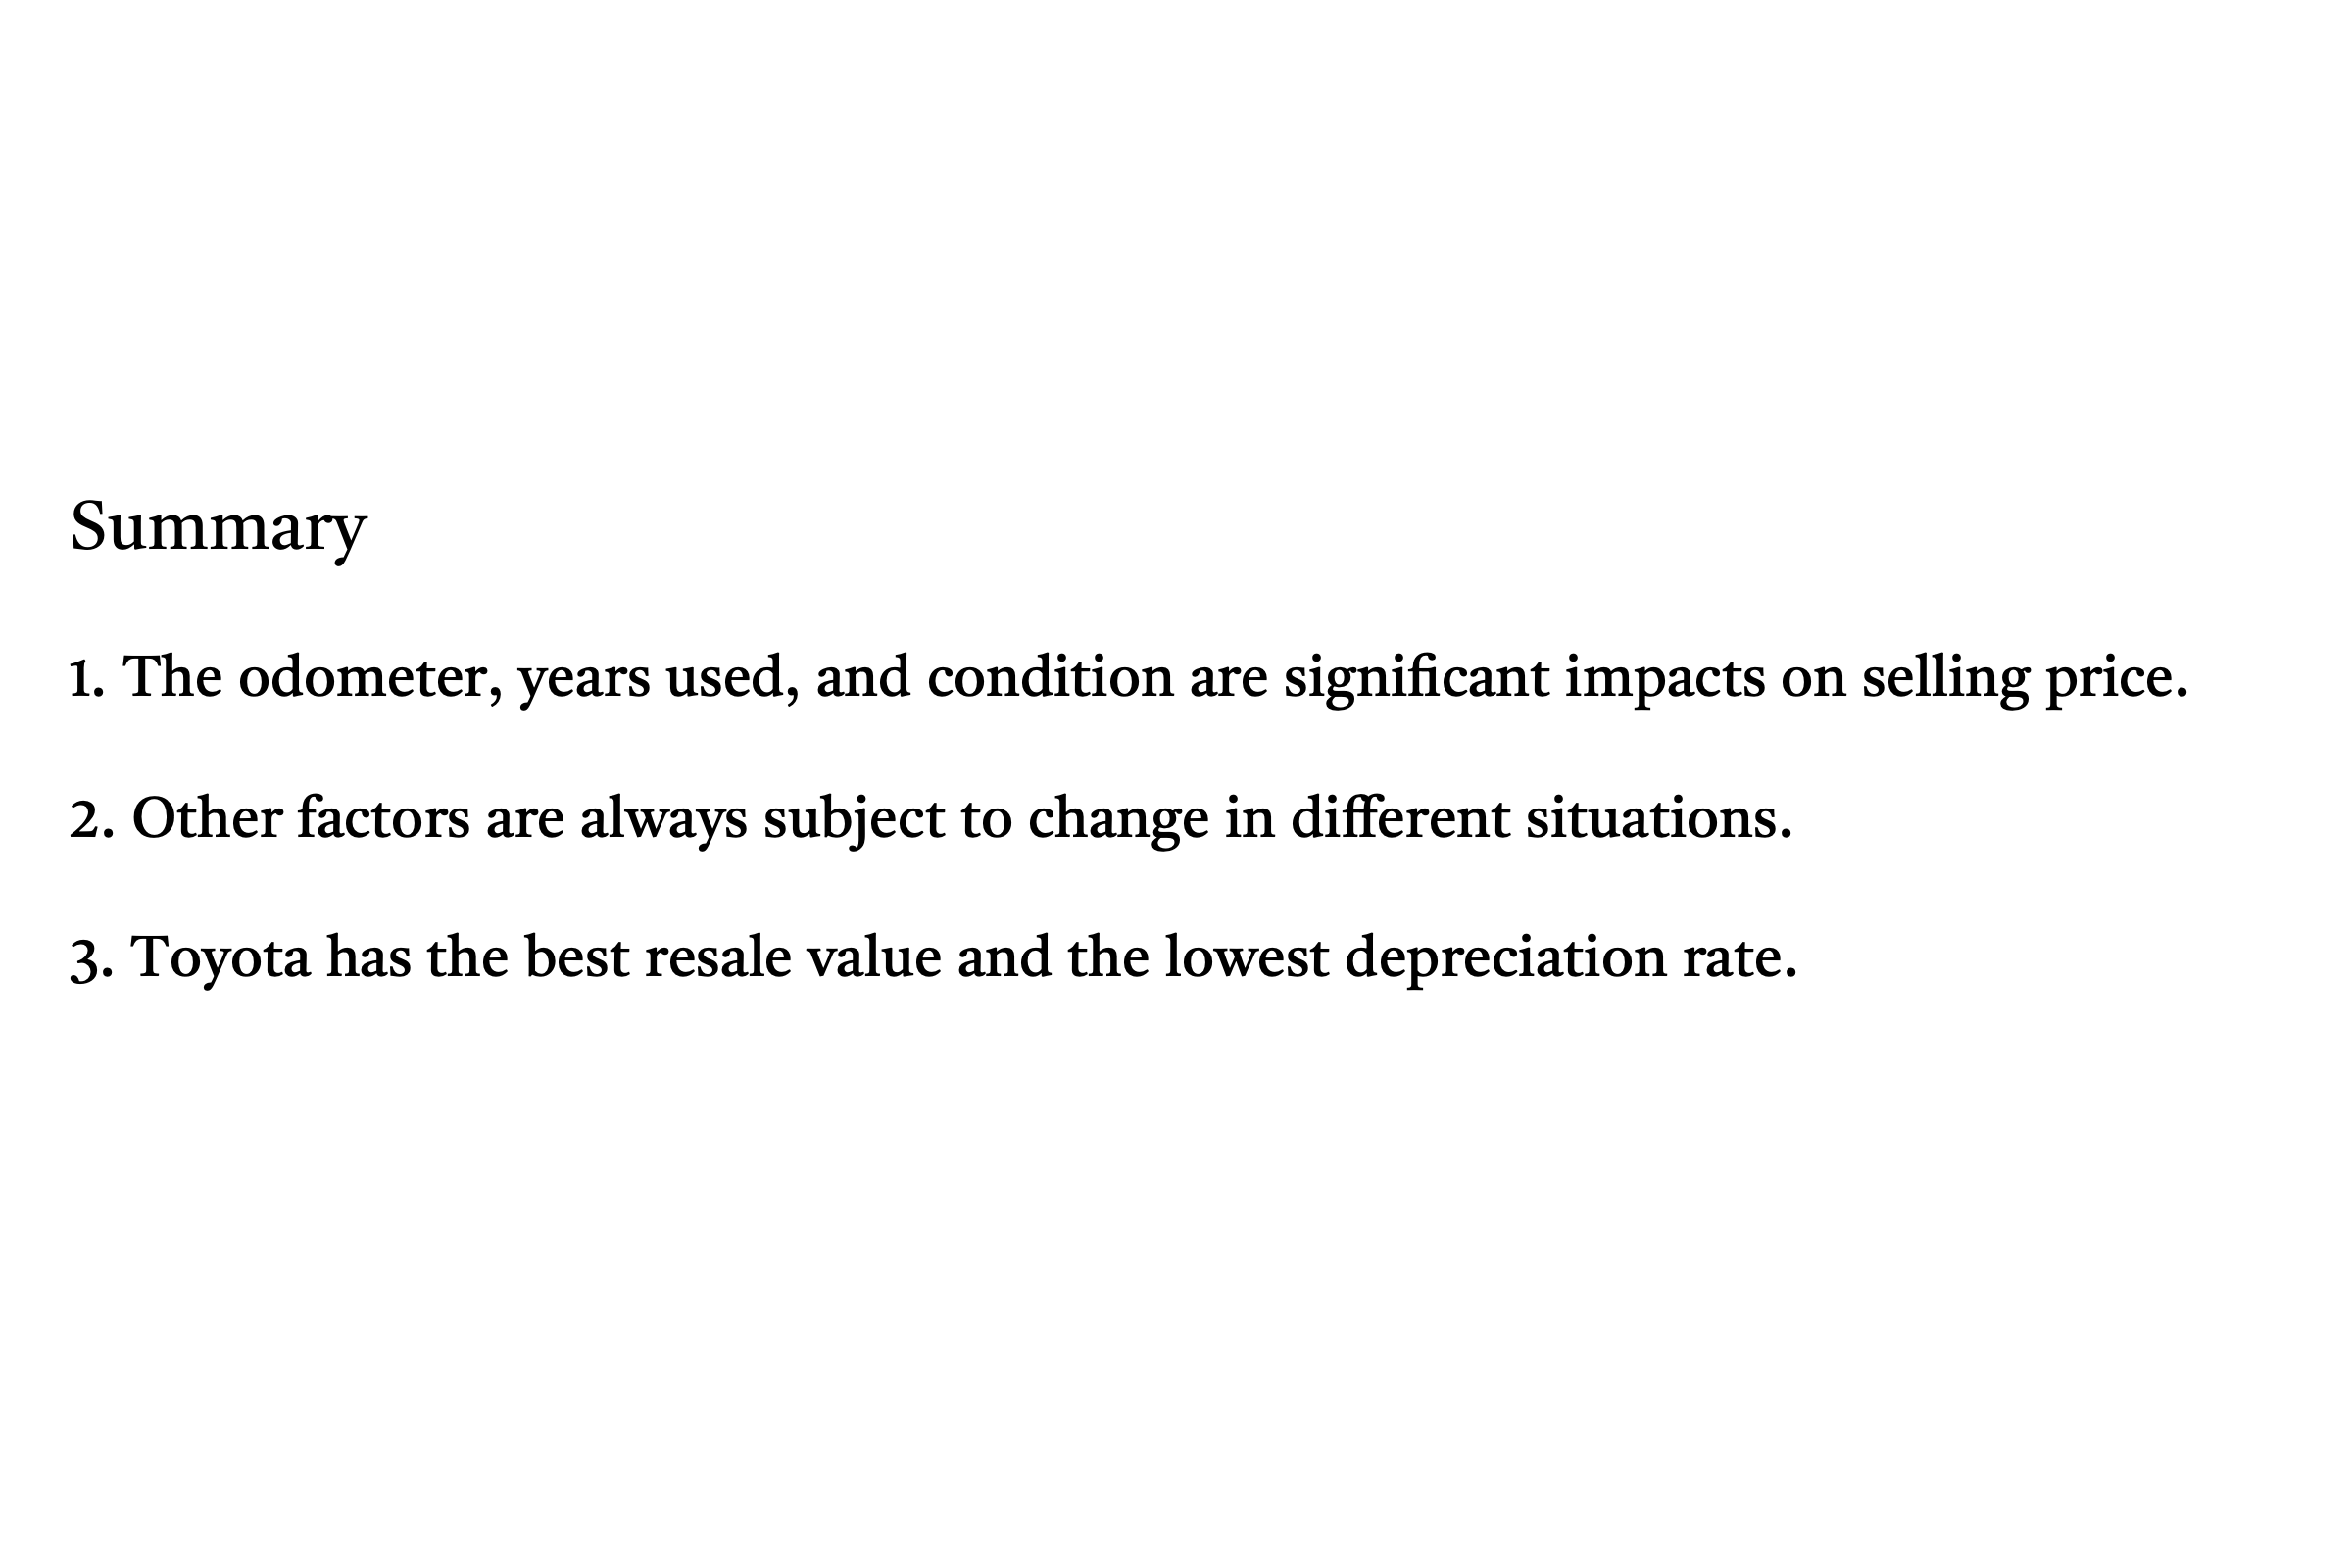 Summary
1. The odometer, years used, and condition are significant impacts on selling price.
2. Other factors are always subject to change in different situations.
3. Toyota has the best resale value and the lowest depreciation rate.